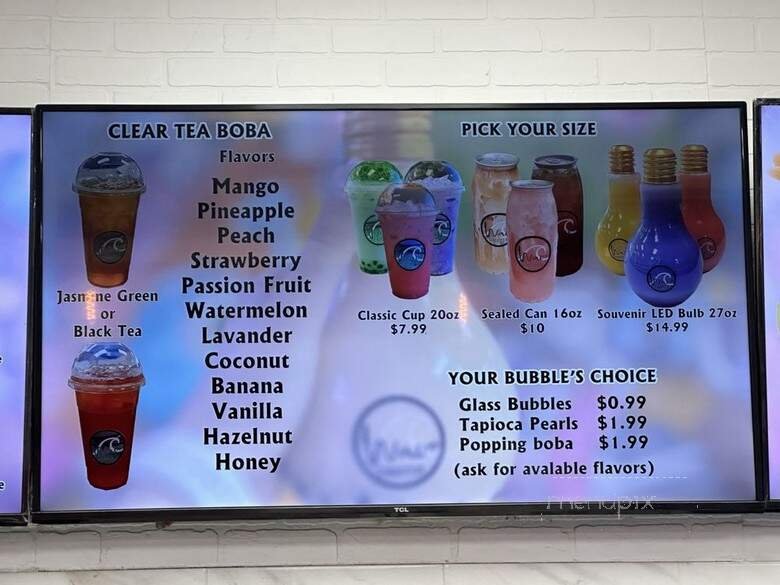 CLEAR TEA BOBA
Flavors
Mango
Pineapple
Peach
Strawberry
Passion Fruit
Watermelon
Lavander
Coconut
Banana
Vanilla
Hazelnut
Honey
Jasmine Green
or
Black Tea
PICK YOUR SIZE
Classic Cup 20oz
$7.99
Sealed Can 16oz
$10
Souvenir LED Bulb 27oz
$14.99
YOUR BUBBLE'S CHOICE
Glass Bubbles $0.99
Tapioca Pearls $1.99
Popping boba $1.99
(ask for avalable flavors)
menupix
TCL